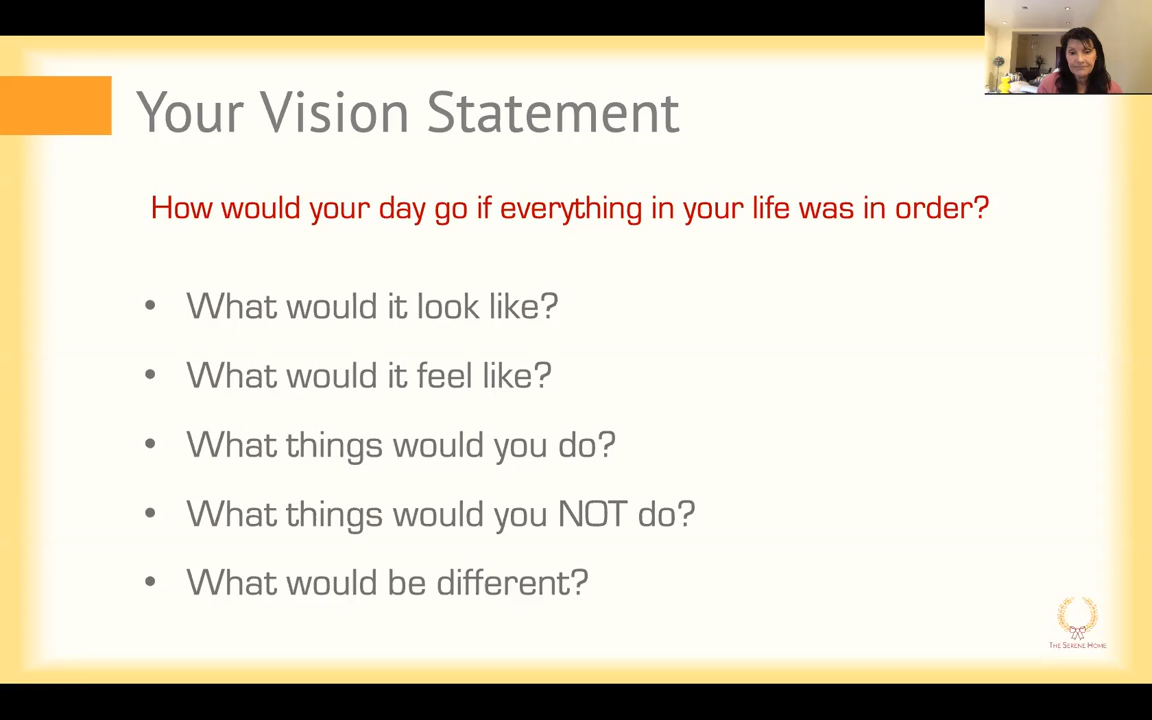 Your Vision Statement
How would your day go if everything in your life was in order?
• What would it look like?
• What would it feel like?
• What things would you do?
• What things would you NOT do?
• What would be different?
The Serene Home